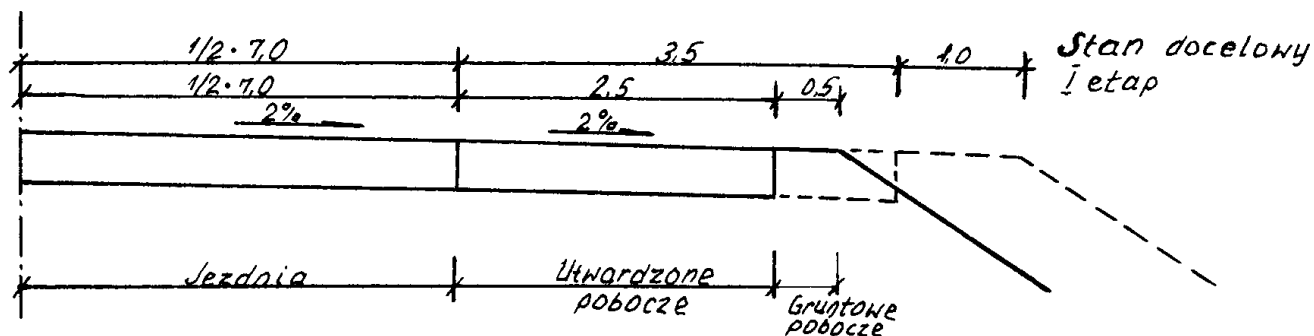 1/2·7,0 3,5 1,0 Stan docelowy
1/2·7,0 2,5 0,5 I etap
2% 2%
Jezdnia Utwardzone pobocze Gruntowe pobocze